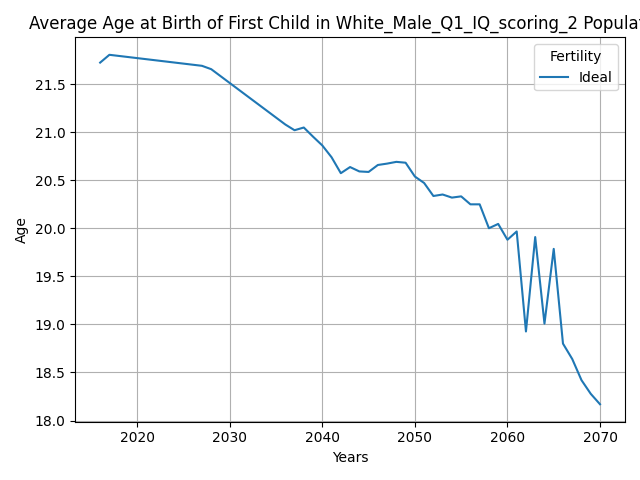 Average Age at Birth of First Child in White_Male_Q1_IQ_scoring_2 Populat
Fertility
Ideal
21.5
21.0
20.5
20.0
19.5
19.0
18.5
18.0
Age
2020 2030 2040 2050 2060 2070
Years